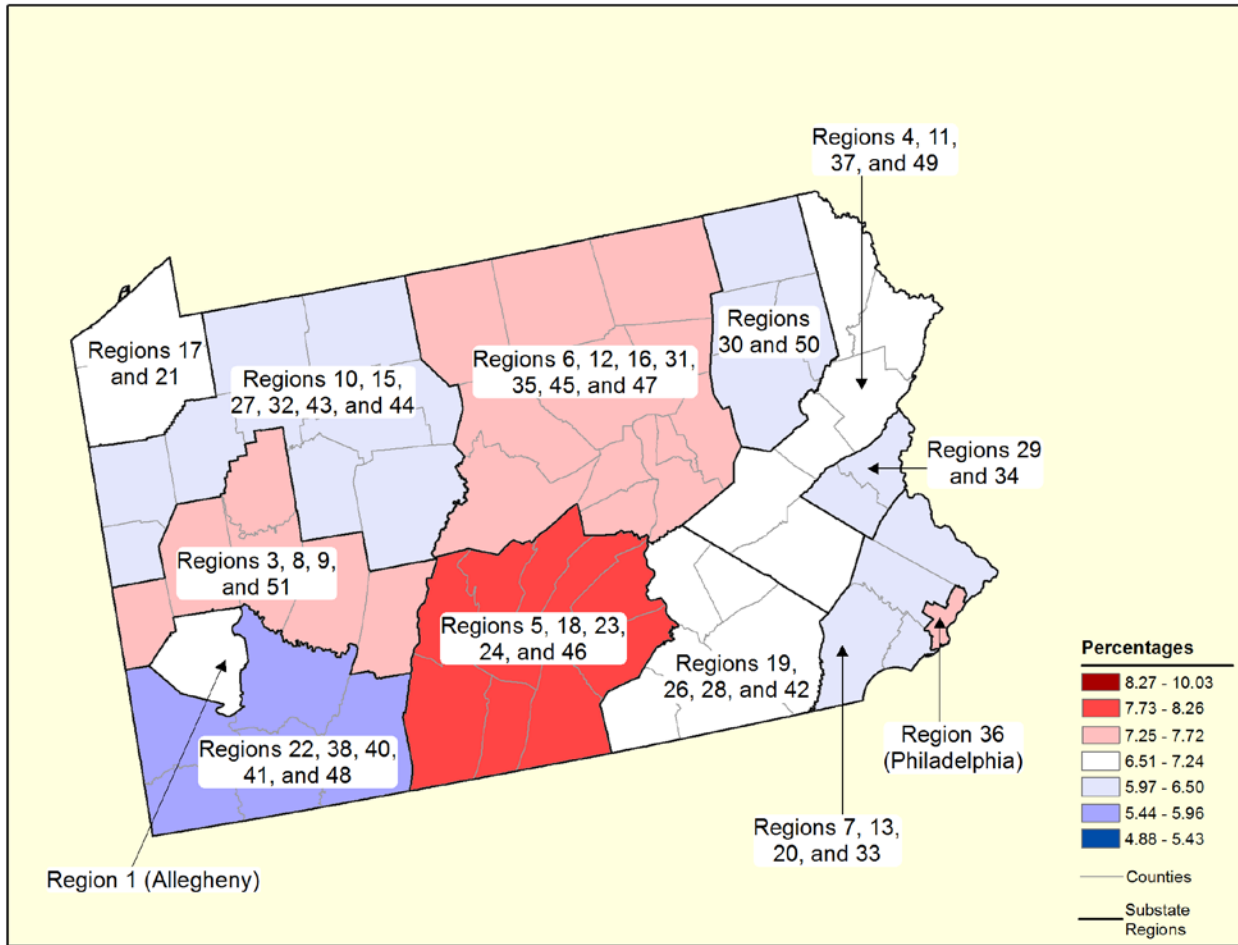 Regions 4, 11,
37, and 49
Regions 17
and 21
Regions 10, 15,
27, 32, 43, and 44
Regions 6, 12, 16, 31,
35, 45, and 47
Regions
30 and 50
Regions 29
and 34
Regions 3, 8, 9,
and 51
Regions 5, 18, 23,
24, and 46
Regions 19,
26, 28, and 42
Regions 22, 38, 40,
41, and 48
Region 36
(Philadelphia)
Regions 7, 13,
20, and 33
Region 1 (Allegheny)
Percentages
8.27 - 10.03
7.73 - 8.26
7.25 - 7.72
6.51 - 7.24
5.97 - 6.50
5.44 - 5.96
4.88 - 5.43
Counties
Substate
Regions